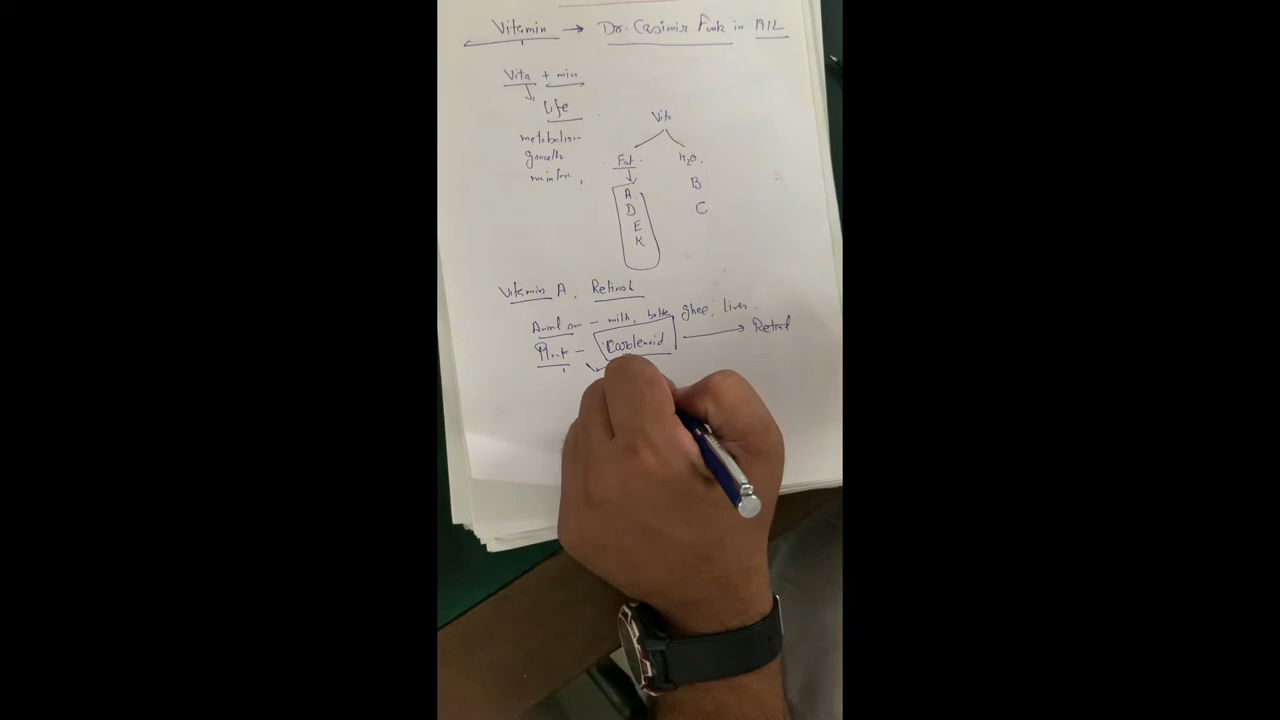 Vitamin → Dr. Casimir Funk in 1912
Vita + min
Life
metabolism
growth
Vita
Fat
H₂O
A
D
E
K
B
C
Vitamin A, Retinol
milk, ghee, liver
Carotenoid → Retinol